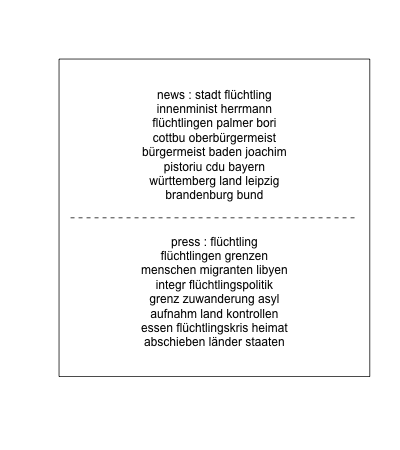 news : stadt flüchtling
innenminist herrmann
flüchtlingen palmer bori
cottbu oberbürgermeist
bürgermeist baden joachim
pistoriu cdu bayern
württemberg land leipzig
brandenburg bund
press : flüchtling
flüchtlingen grenzen
menschen migranten libyen
integr flüchtlingspolitik
grenz zuwanderung asyl
aufnahm land kontrollen
essen flüchtlingskris heimat
abschieben länder staaten